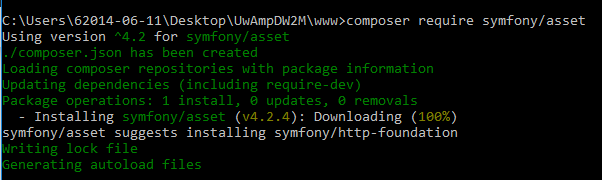 C:\Users\62014-06-11\Desktop\UwAmpDW2M\www>composer require symfony/asset
Using version ^4.2 for symfony/asset
./composer.json has been created
Loading composer repositories with package information
Updating dependencies (including require-dev)
Package operations: 1 install, 0 updates, 0 removals
  - Installing symfony/asset (v4.2.4): Downloading (100%)
symfony/asset suggests installing symfony/http-foundation
Writing lock file
Generating autoload files